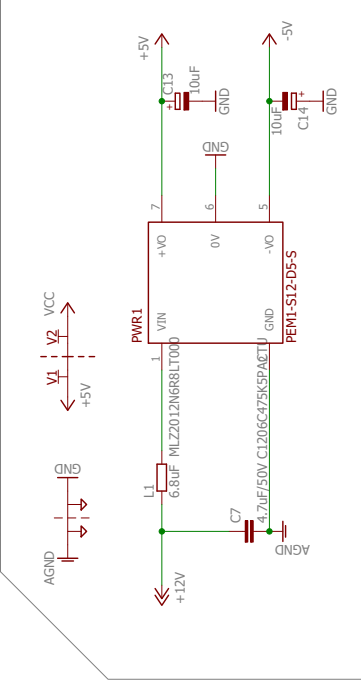 +5V
-5V
C13
10uF
GND
10uF
C14
GND
GND
7
6
5
+VO
0V
-VO
PWR1
PEM1-S12-D5-S
VIN
GND
1
VCC
V2
V1
+5V
GND
AGND
MLZ2012N6R8LT000
L1
6.8uF
C1206C475K5PACTU
C7
4.7uF/50V
+12V
AGND